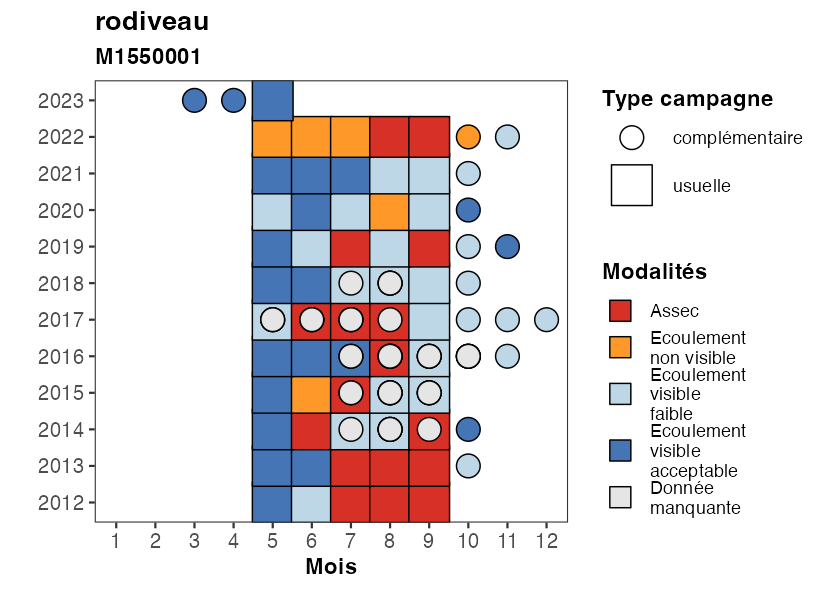 rodiveau
M1550001
2023
2022
2021
2020
2019
2018
2017
2016
2015
2014
2013
2012
1 2 3 4 5 6 7 8 9 10 11 12
Mois
Type campagne
complémentaire
usuelle
Modalités
Assec
Ecoulement
non visible
Ecoulement
visible
faible
Ecoulement
visible
acceptable
Donnée
manquante